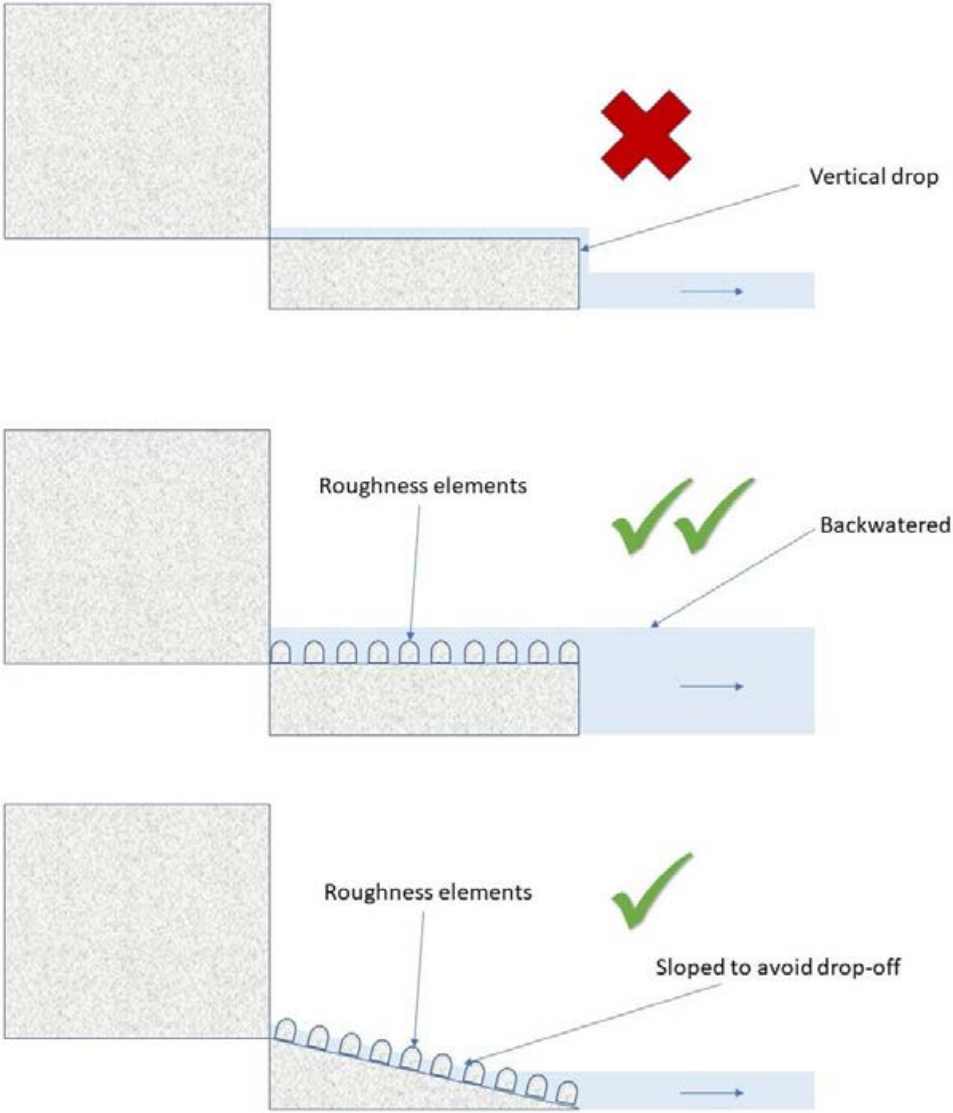 Vertical drop
Roughness elements
Backwatered
Roughness elements
Sloped to avoid drop-off